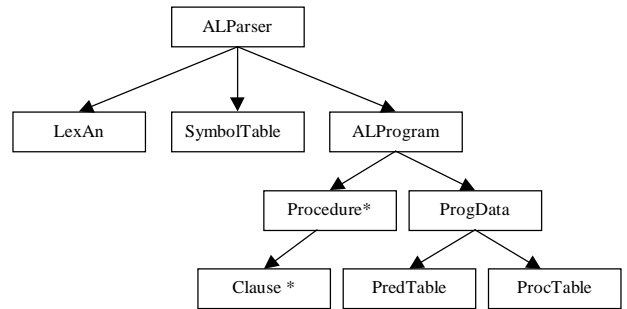 ALParser
LexAn
SymbolTable
ALProgram
Procedure*
ProgData
Clause *
PredTable
ProcTable